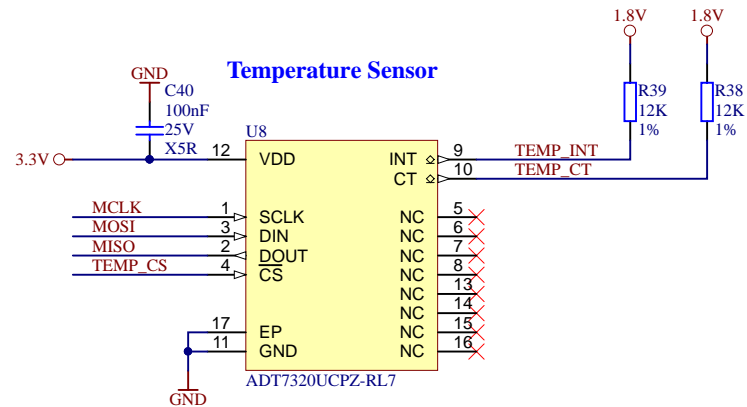 1.8V 1.8V
Temperature Sensor
GND
C40
100nF
25V
X5R
R39
12K
1%
R38
12K
1%
U8
3.3V
12 VDD
INT 9 TEMP_INT
CT 10 TEMP_CT
MCLK 1 SCLK
MOSI 3 DIN
MISO 2 DOUT
TEMP_CS 4 CS
NC 5
NC 6
NC 7
NC 8
NC 13
NC 14
NC 15
NC 16
17 EP
11 GND
GND
ADT7320UCPZ-RL7